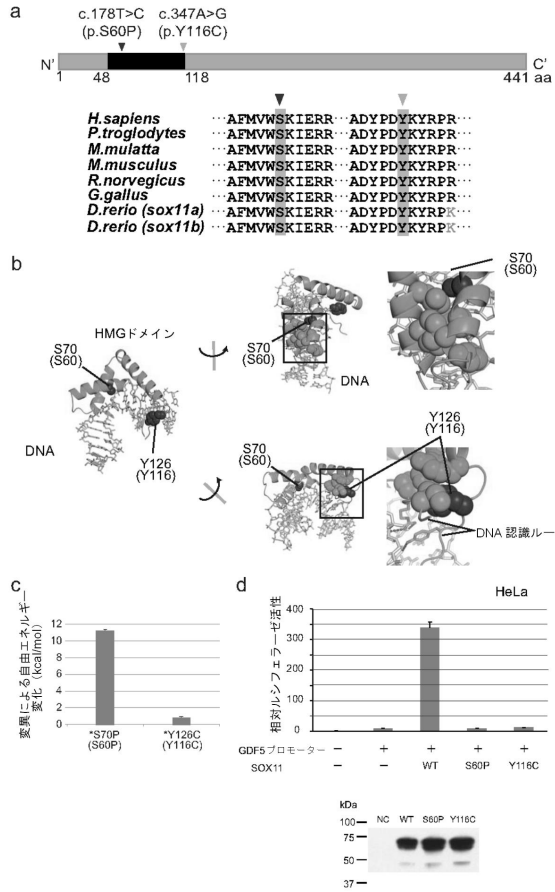 a
c.178T>C c.347A>G
(p.S60P) (p.Y116C)
N' C'
1 48 118 441 aa
H.sapiens ···AFMVWSKIERR···ADYPDYKYRPR···
P.troglodytes ···AFMVWSKIERR···ADYPDYKYRPR···
M.mulatta ···AFMVWSKIERR···ADYPDYKYRPR···
M.musculus ···AFMVWSKIERR···ADYPDYKYRPR···
R.norvegicus ···AFMVWSKIERR···ADYPDYKYRPR···
G.gallus ···AFMVWSKIERR···ADYPDYKYRPR···
D.rerio (sox11a) ···AFMVWSKIERR···ADYPDYKYRPK···
D.rerio (sox11b) ···AFMVWSKIERR···ADYPDYKYRPK···
b
S70
(S60)
HMGドメイン
S70
(S60)
S70
(S60)
DNA
DNA
Y126
(Y116)
Y126
(Y116)
S70
(S60)
DNA 認識ルー
c
変異による自由エネルギー
変化 (kcal/mol)
12
10
8
6
4
2
0
*S70P *Y126C
(S60P) (Y116C)
d
HeLa
相対ルシフェラーゼ活性
400
300
200
100
0
GDF5プロモーター − + + + +
SOX11 − − WT S60P Y116C
kDa
NC WT S60P Y116C
100
75
50
37